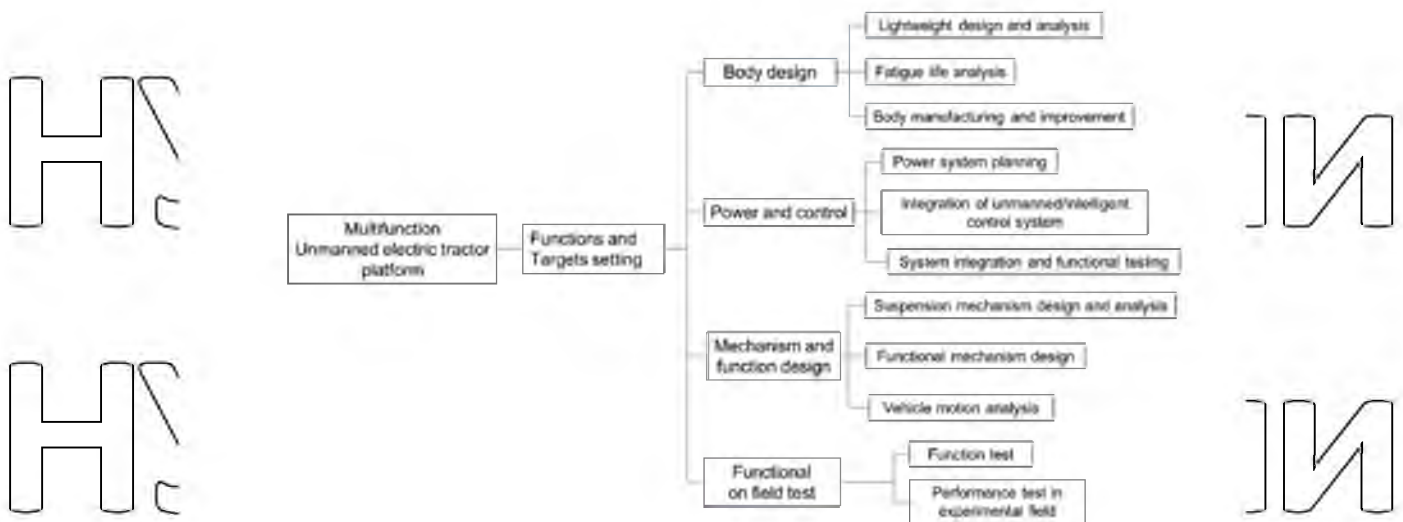 Multifunction
Unmanned electric tractor
platform
Functions and
Targets setting
Body design
Lightweight design and analysis
Fatigue life analysis
Body manufacturing and improvement
Power and control
Power system planning
Integration of unmanned/intelligent
control system
System integration and functional testing
Mechanism and
function design
Suspension mechanism design and analysis
Functional mechanism design
Vehicle motion analysis
Functional
on field test
Function test
Performance test in
experimental field